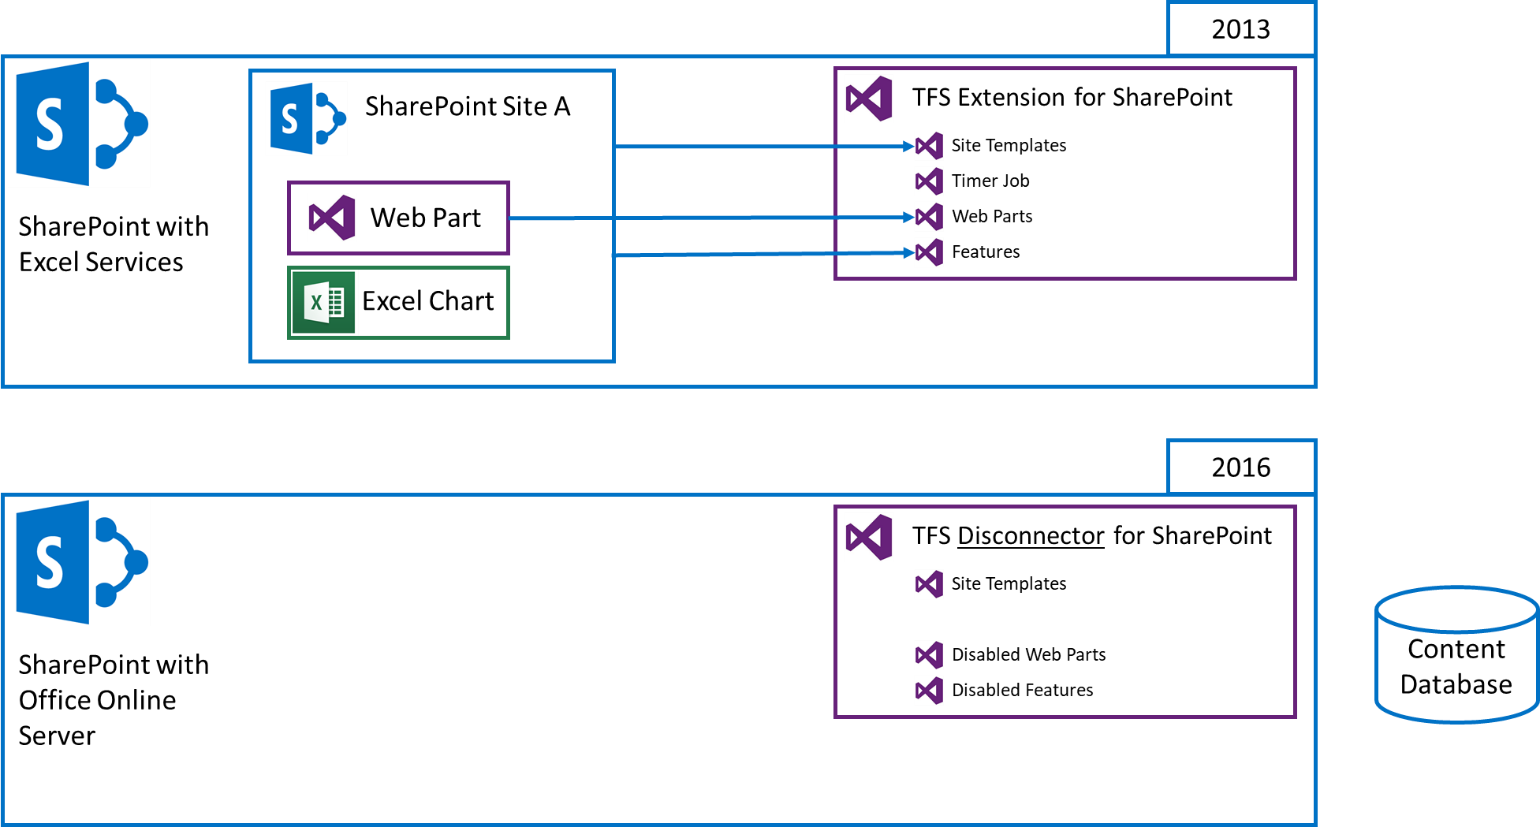 2013
S
SharePoint with
Excel Services
S
SharePoint Site A
Web Part
X
Excel Chart
TFS Extension for SharePoint
Site Templates
Timer Job
Web Parts
Features
2016
S
SharePoint with
Office Online
Server
TFS Disconnector for SharePoint
Site Templates
Disabled Web Parts
Disabled Features
Content
Database